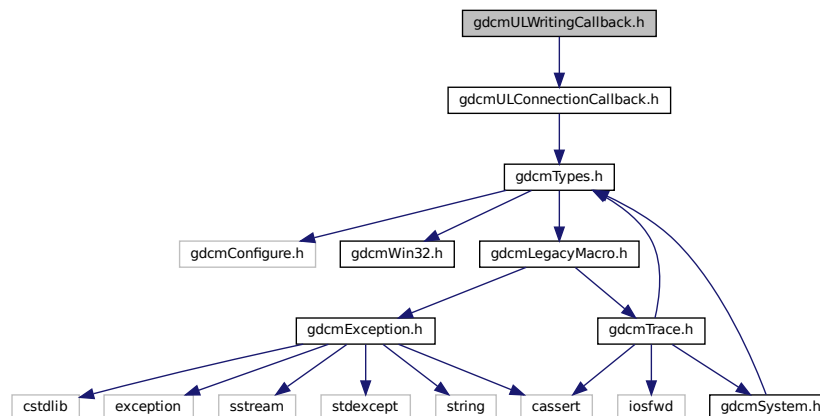 gdcmULWritingCallback.h
gdcmULConnectionCallback.h
gdcmTypes.h
gdcmConfigure.h
gdcmWin32.h
gdcmLegacyMacro.h
gdcmException.h
gdcmTrace.h
cstdlib
exception
sstream
stdexcept
string
cassert
iosfwd
gdcmSystem.h